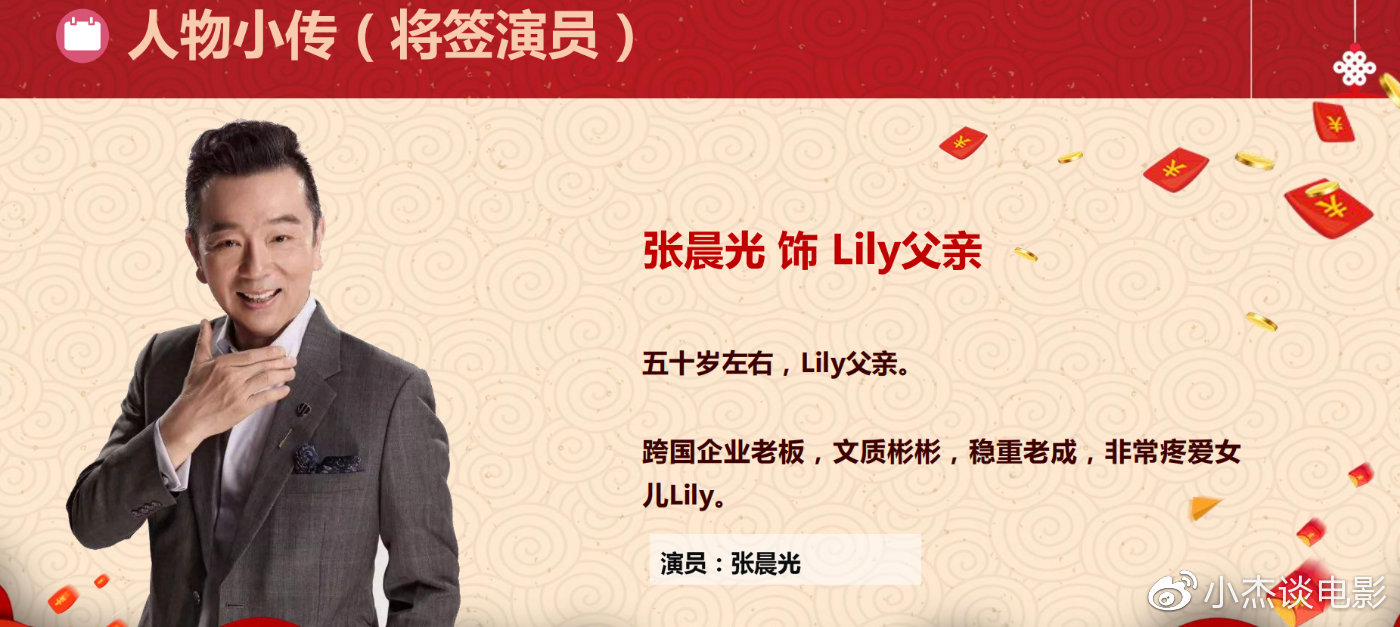 人物小传（将签演员）
张晨光 饰 Lily父亲
五十岁左右，Lily父亲。
跨国企业老板，文质彬彬，稳重老成，非常疼爱女
儿Lily。
演员：张晨光
小杰谈电影